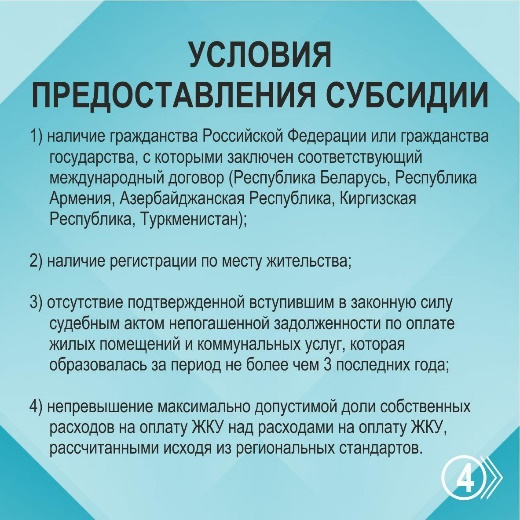 УСЛОВИЯ
ПРЕДОСТАВЛЕНИЯ СУБСИДИИ
1) наличие гражданства Российской Федерации или гражданства
государства, с которыми заключен соответствующий
международный договор (Республика Беларусь, Республика
Армения, Азербайджанская Республика, Киргизская
Республика, Туркменистан);
2) наличие регистрации по месту жительства;
3) отсутствие подтвержденной вступившим в законную силу
судебным актом непогашенной задолженности по оплате
жилых помещений и коммунальных услуг, которая
образовалась за период не более чем 3 последних года;
4) непревышение максимально допустимой доли собственных
расходов на оплату ЖКУ над расходами на оплату ЖКУ,
рассчитанными исходя из региональных стандартов.
4